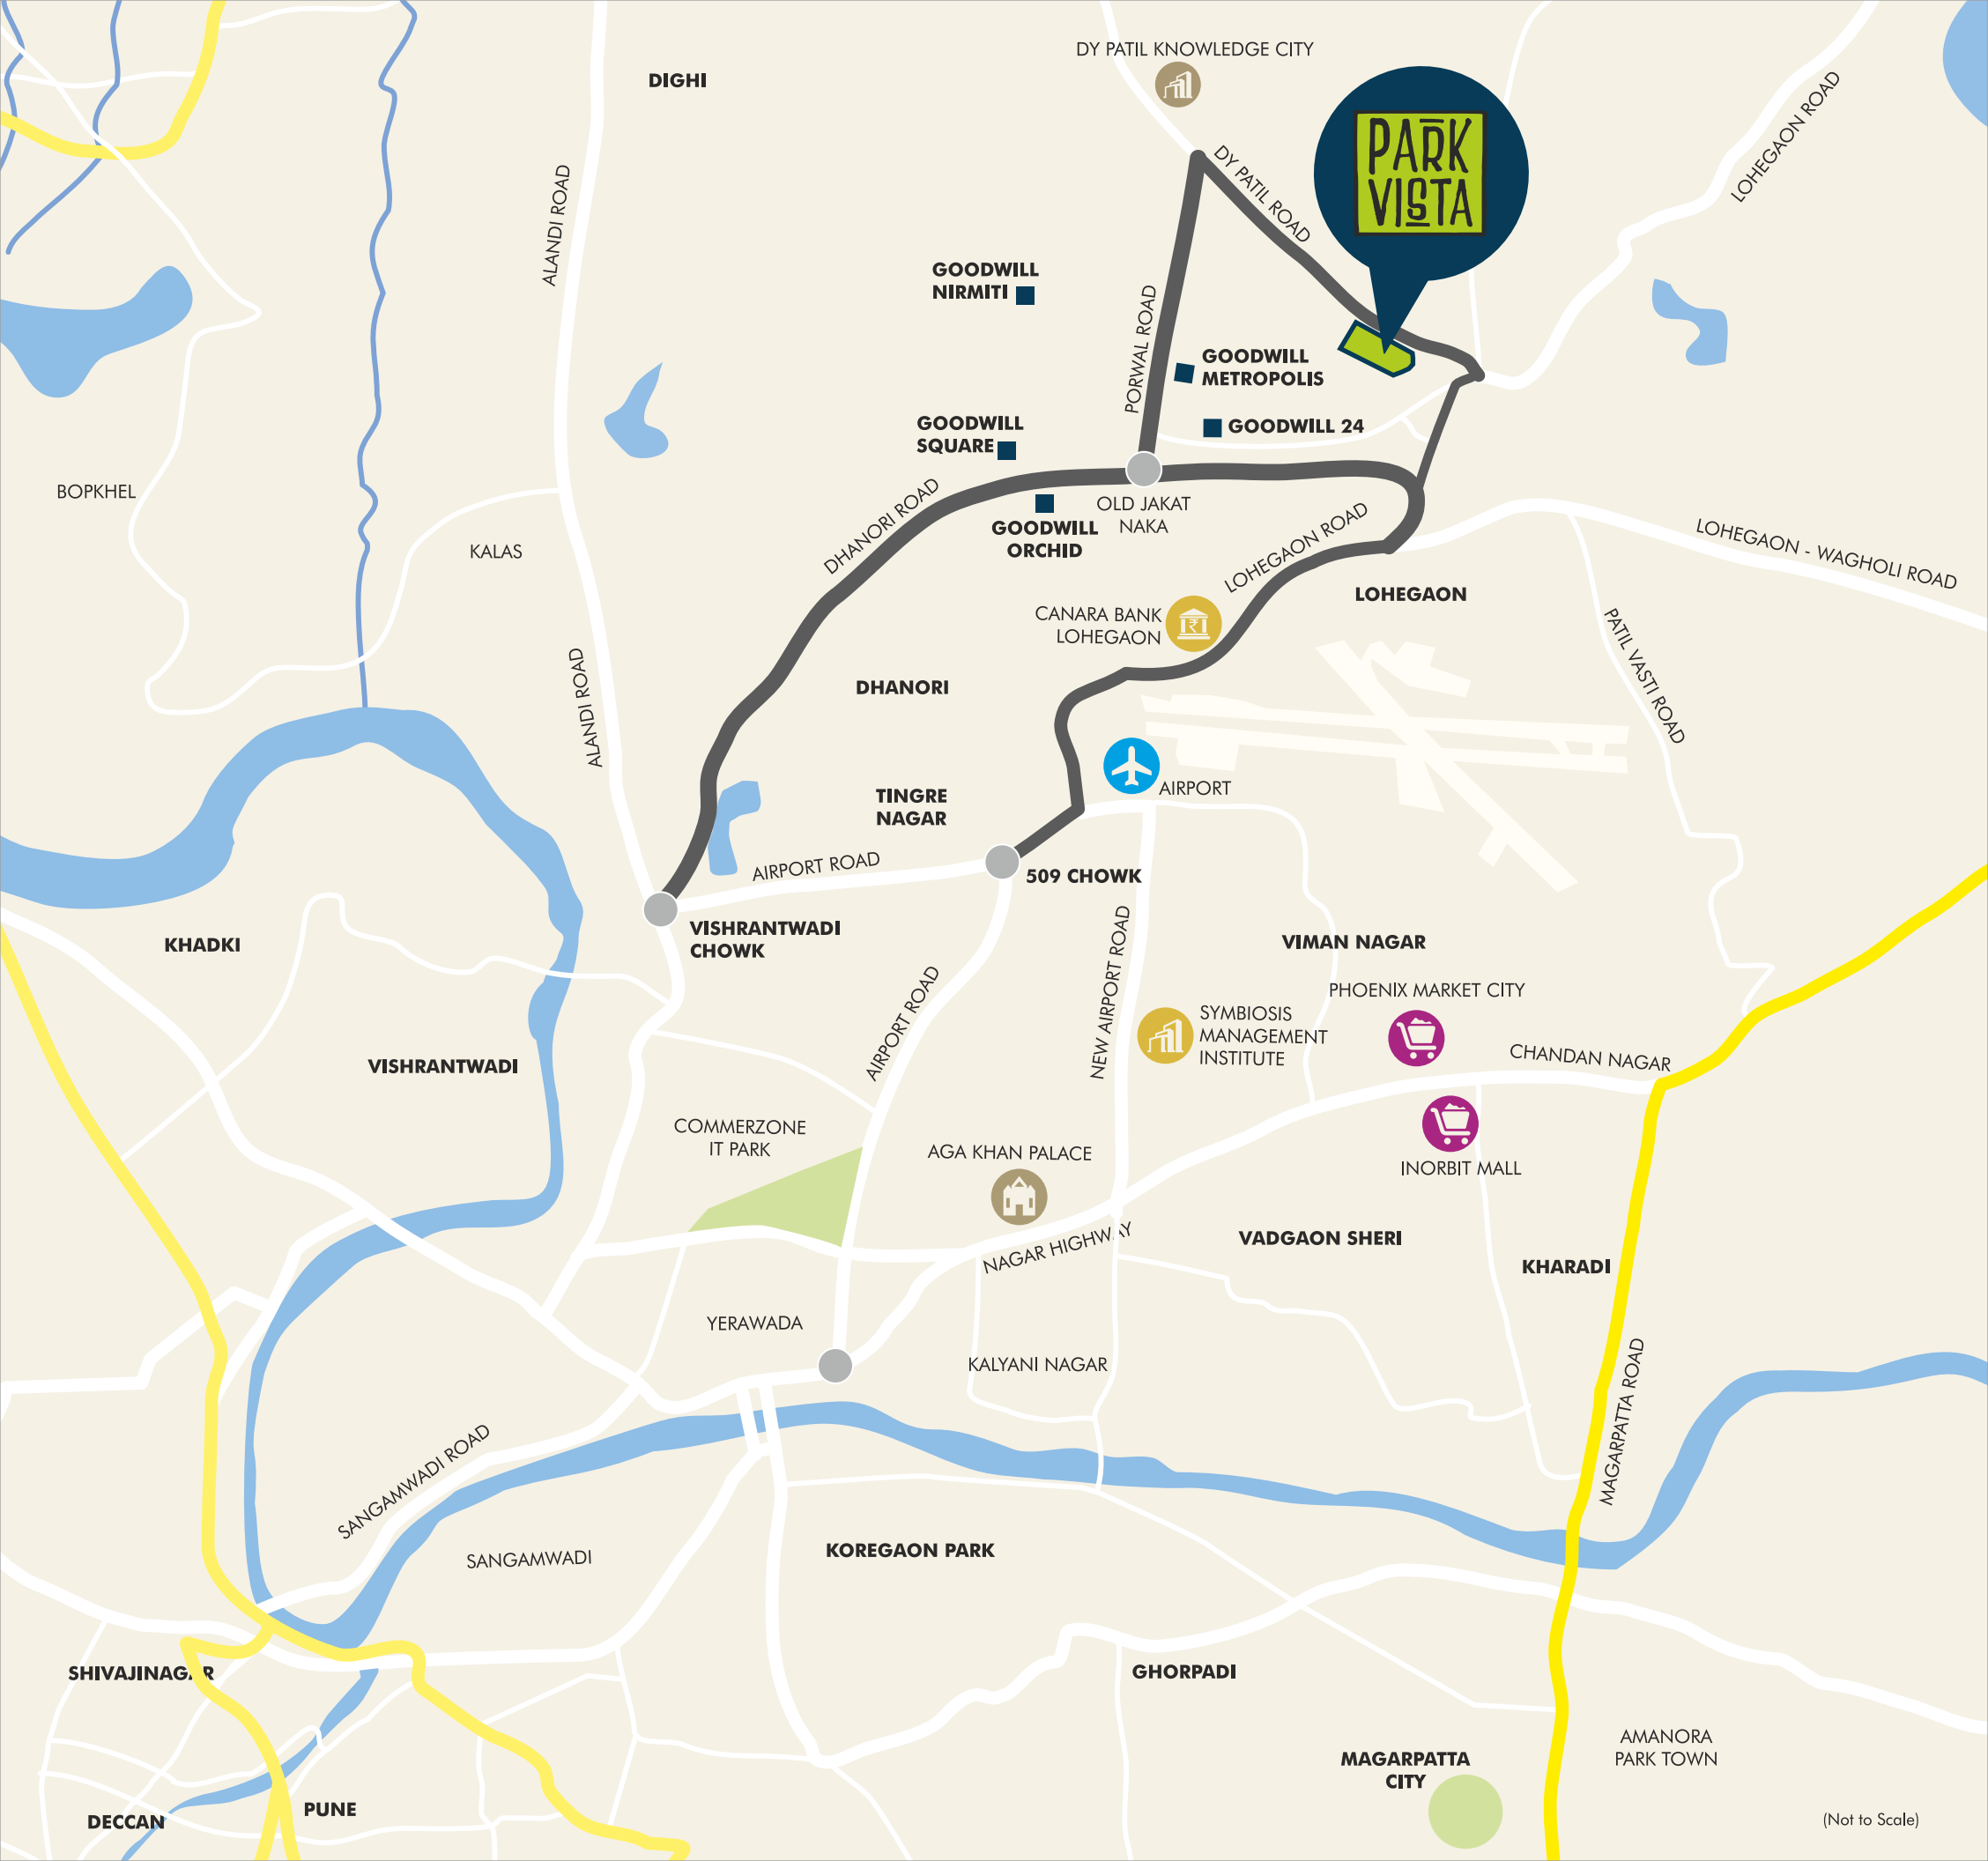 DY PATIL KNOWLEDGE CITY
DIGHI
LOHEGAON ROAD
PARK
VISTA
DY PATIL ROAD
ALANDI ROAD
GOODWILL
NIRMITI
PORWAL ROAD
GOODWILL
METROPOLIS
GOODWILL
SQUARE
GOODWILL 24
BOPKHEL
DHANORI ROAD
OLD JAKAT
NAKA
GOODWILL
ORCHID
LOHEGAON ROAD
LOHEGAON - WAGHOLI ROAD
KALAS
LOHEGAON
CANARA BANK
LOHEGAON
PATIL VASTI ROAD
ALANDI ROAD
DHANORI
AIRPORT
TINGRE
NAGAR
AIRPORT ROAD
509 CHOWK
VISHRANTWADI
CHOWK
KHADKI
VIMAN NAGAR
NEW AIRPORT ROAD
PHOENIX MARKET CITY
AIRPORT ROAD
SYMBIOSIS
MANAGEMENT
INSTITUTE
CHANDAN NAGAR
VISHRANTWADI
COMMERZONE
IT PARK
AGA KHAN PALACE
INORBIT MALL
NAGAR HIGHWAY
VADGAON SHERI
KHARADI
YERAWADA
KALYANI NAGAR
MAGARPATTA ROAD
SANGAMWADI ROAD
SANGAMWADI
KOREGAON PARK
SHIVAJINAGAR
GHORPADI
AMANORA
PARK TOWN
MAGARPATTA
CITY
PUNE
DECCAN
(Not to Scale)